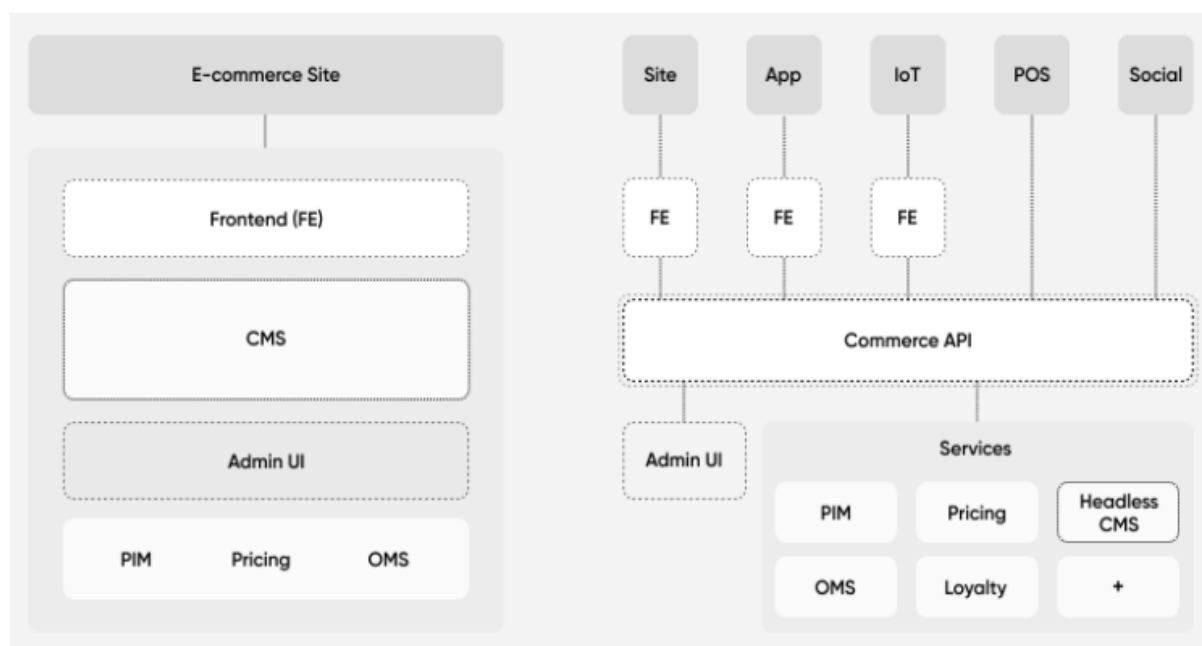 E-commerce Site
Frontend (FE)
CMS
Admin UI
PIM Pricing OMS
Site App IoT POS Social
FE FE FE
Commerce API
Admin UI
Services
PIM Pricing Headless
CMS
OMS Loyalty +